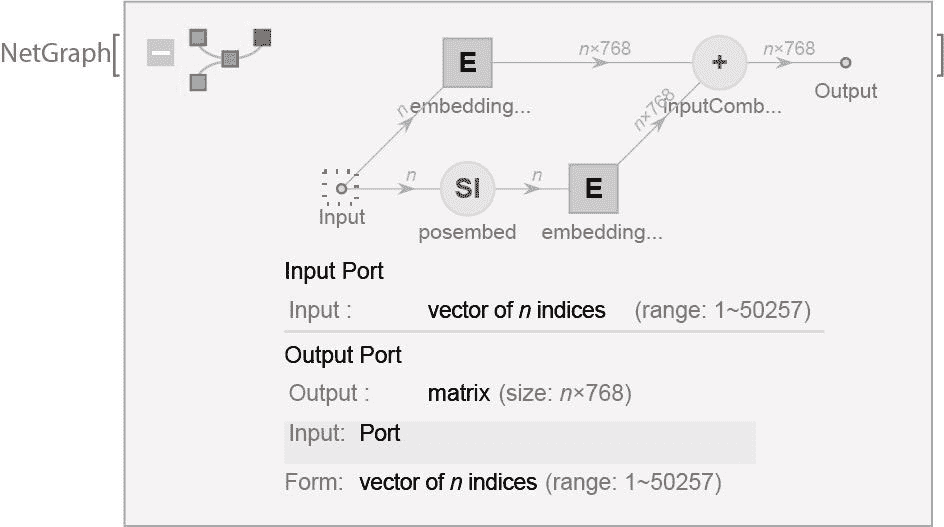 NetGraph[
E
n×768
+
n×768
Output
]
n
embedding...
n×768
inputComb...
Input
n
SI
n
E
posembed
embedding...
Input Port
Input : vector of n indices (range: 1~50257)
Output Port
Output : matrix (size: n×768)
Input: Port
Form: vector of n indices (range: 1~50257)